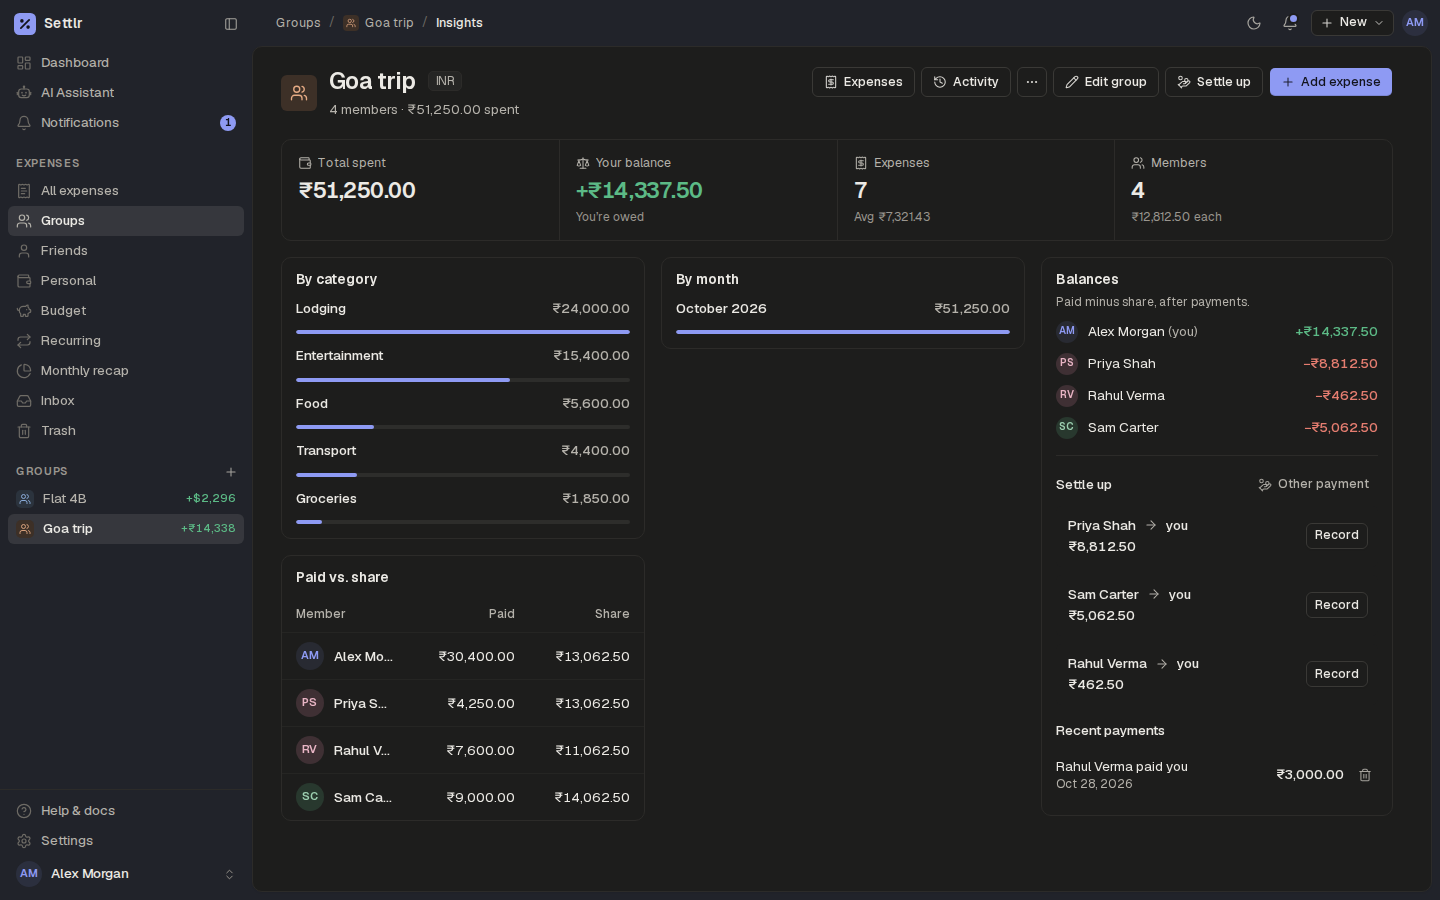 Settlr
Dashboard
AI Assistant
Notifications
1
EXPENSES
All expenses
Groups
Friends
Personal
Budget
Recurring
Monthly recap
Inbox
Trash
GROUPS
Flat 4B
+$2,296
Goa trip
+₹14,338
Help & docs
Settings
AM
Alex Morgan
Groups / Goa trip / Insights
New
AM
Goa trip
INR
4 members · ₹51,250.00 spent
Expenses
Activity
Edit group
Settle up
Add expense
Total spent
₹51,250.00
Your balance
+₹14,337.50
You're owed
Expenses
7
Avg ₹7,321.43
Members
4
₹12,812.50 each
By category
Lodging ₹24,000.00
Entertainment ₹15,400.00
Food ₹5,600.00
Transport ₹4,400.00
Groceries ₹1,850.00
Paid vs. share
Member Paid Share
AM Alex Mo... ₹30,400.00 ₹13,062.50
PS Priya S... ₹4,250.00 ₹13,062.50
RV Rahul V... ₹7,600.00 ₹11,062.50
SC Sam Ca... ₹9,000.00 ₹14,062.50
By month
October 2026 ₹51,250.00
Balances
Paid minus share, after payments.
AM Alex Morgan (you) +₹14,337.50
PS Priya Shah −₹8,812.50
RV Rahul Verma −₹462.50
SC Sam Carter −₹5,062.50
Settle up
Other payment
Priya Shah → you
₹8,812.50
Record
Sam Carter → you
₹5,062.50
Record
Rahul Verma → you
₹462.50
Record
Recent payments
Rahul Verma paid you
Oct 28, 2026
₹3,000.00